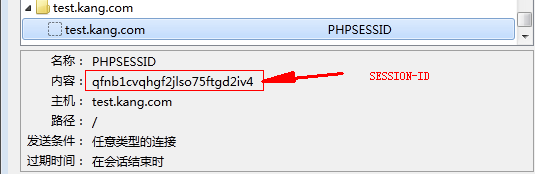 test.kang.com
test.kang.com PHPSESSID
名称： PHPSESSID
内容： qfnb1cvqhgf2jlso75ftgd2iv4 SESSION-ID
主机： test.kang.com
路径： /
发送条件： 任意类型的连接
过期时间： 在会话结束时